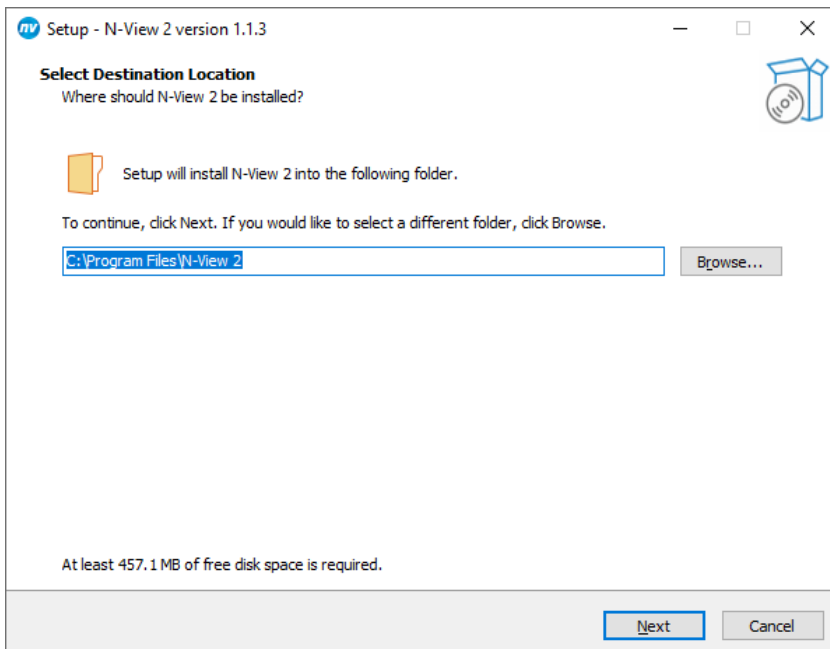 nv Setup - N-View 2 version 1.1.3
Select Destination Location
Where should N-View 2 be installed?
Setup will install N-View 2 into the following folder.
To continue, click Next. If you would like to select a different folder, click Browse.
C:\Program Files\N-View 2 Browse...
At least 457.1 MB of free disk space is required.
Next Cancel